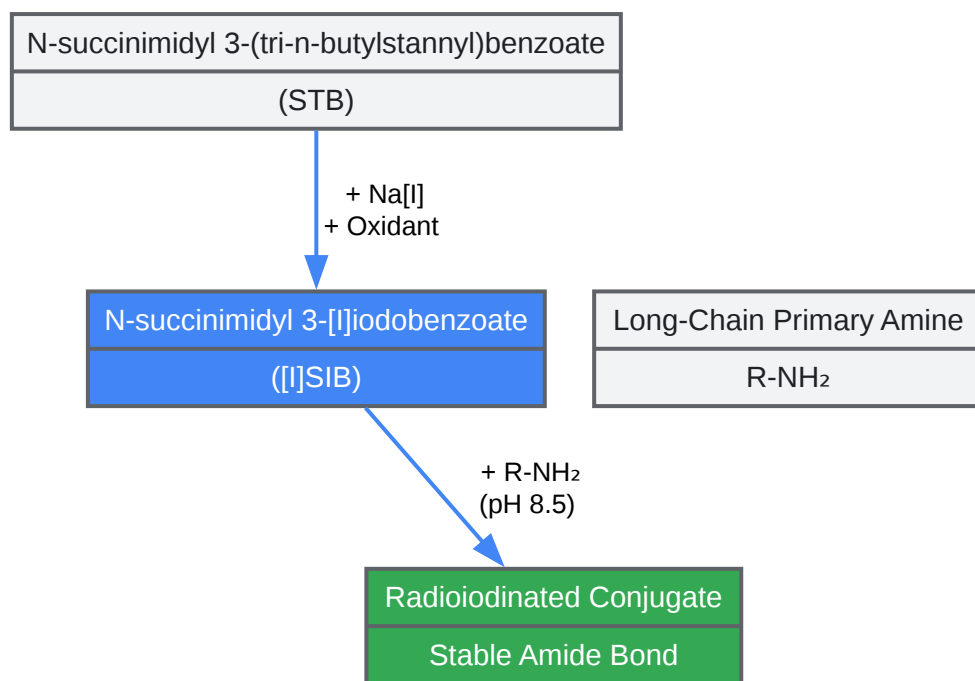 N-succinimidyl 3-(tri-n-butylstannyl)benzoate
(STB)
+ Na[I]
+ Oxidant
N-succinimidyl 3-[I]iodobenzoate
([I]SIB)
Long-Chain Primary Amine
R-NH₂
+ R-NH₂
(pH 8.5)
Radioiodinated Conjugate
Stable Amide Bond